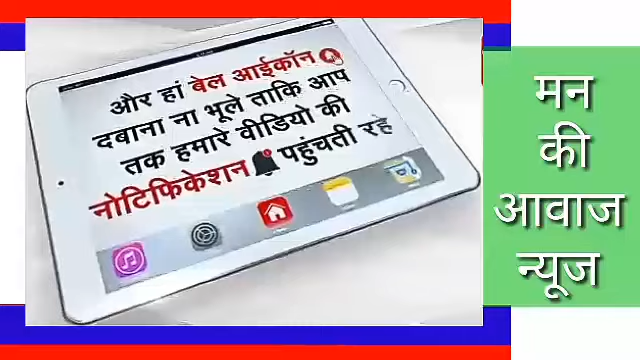 और हां बेल आईकॉन
दबाना ना भूले ताकि आप
तक हमारे वीडियो की
नोटिफिकेशन पहुंचती रहे
मन
की
आवाज
न्यूज